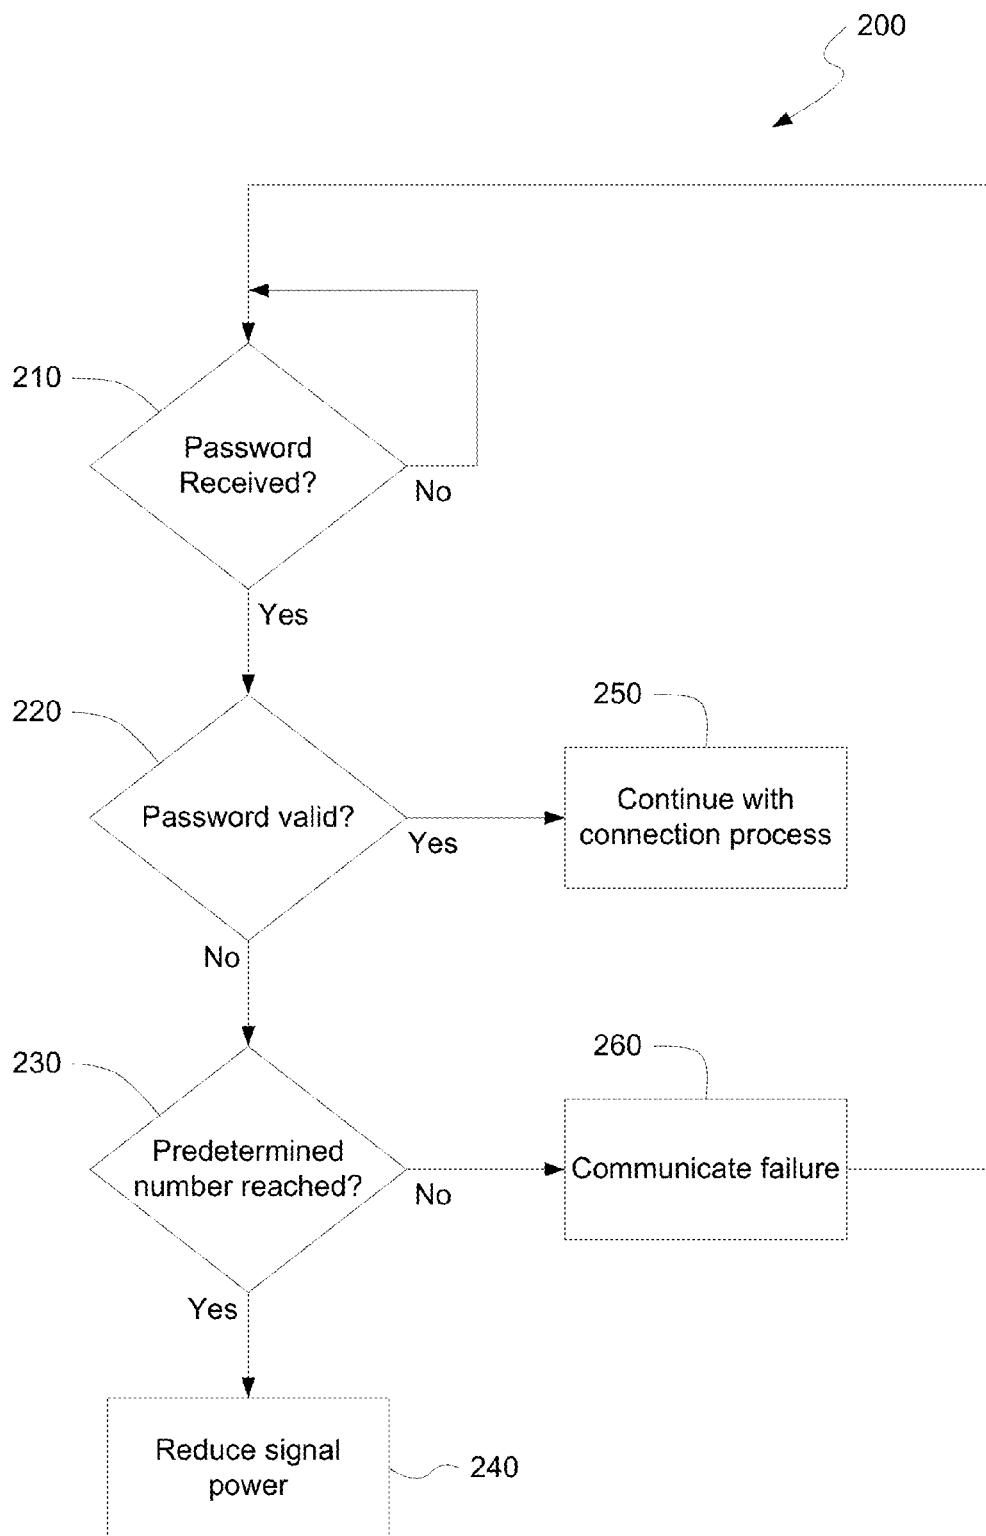 200
210
Password
Received?
No
Yes
220
Password valid?
Yes
250
Continue with
connection process
No
230
Predetermined
number reached?
No
260
Communicate failure
Yes
Reduce signal
power
240